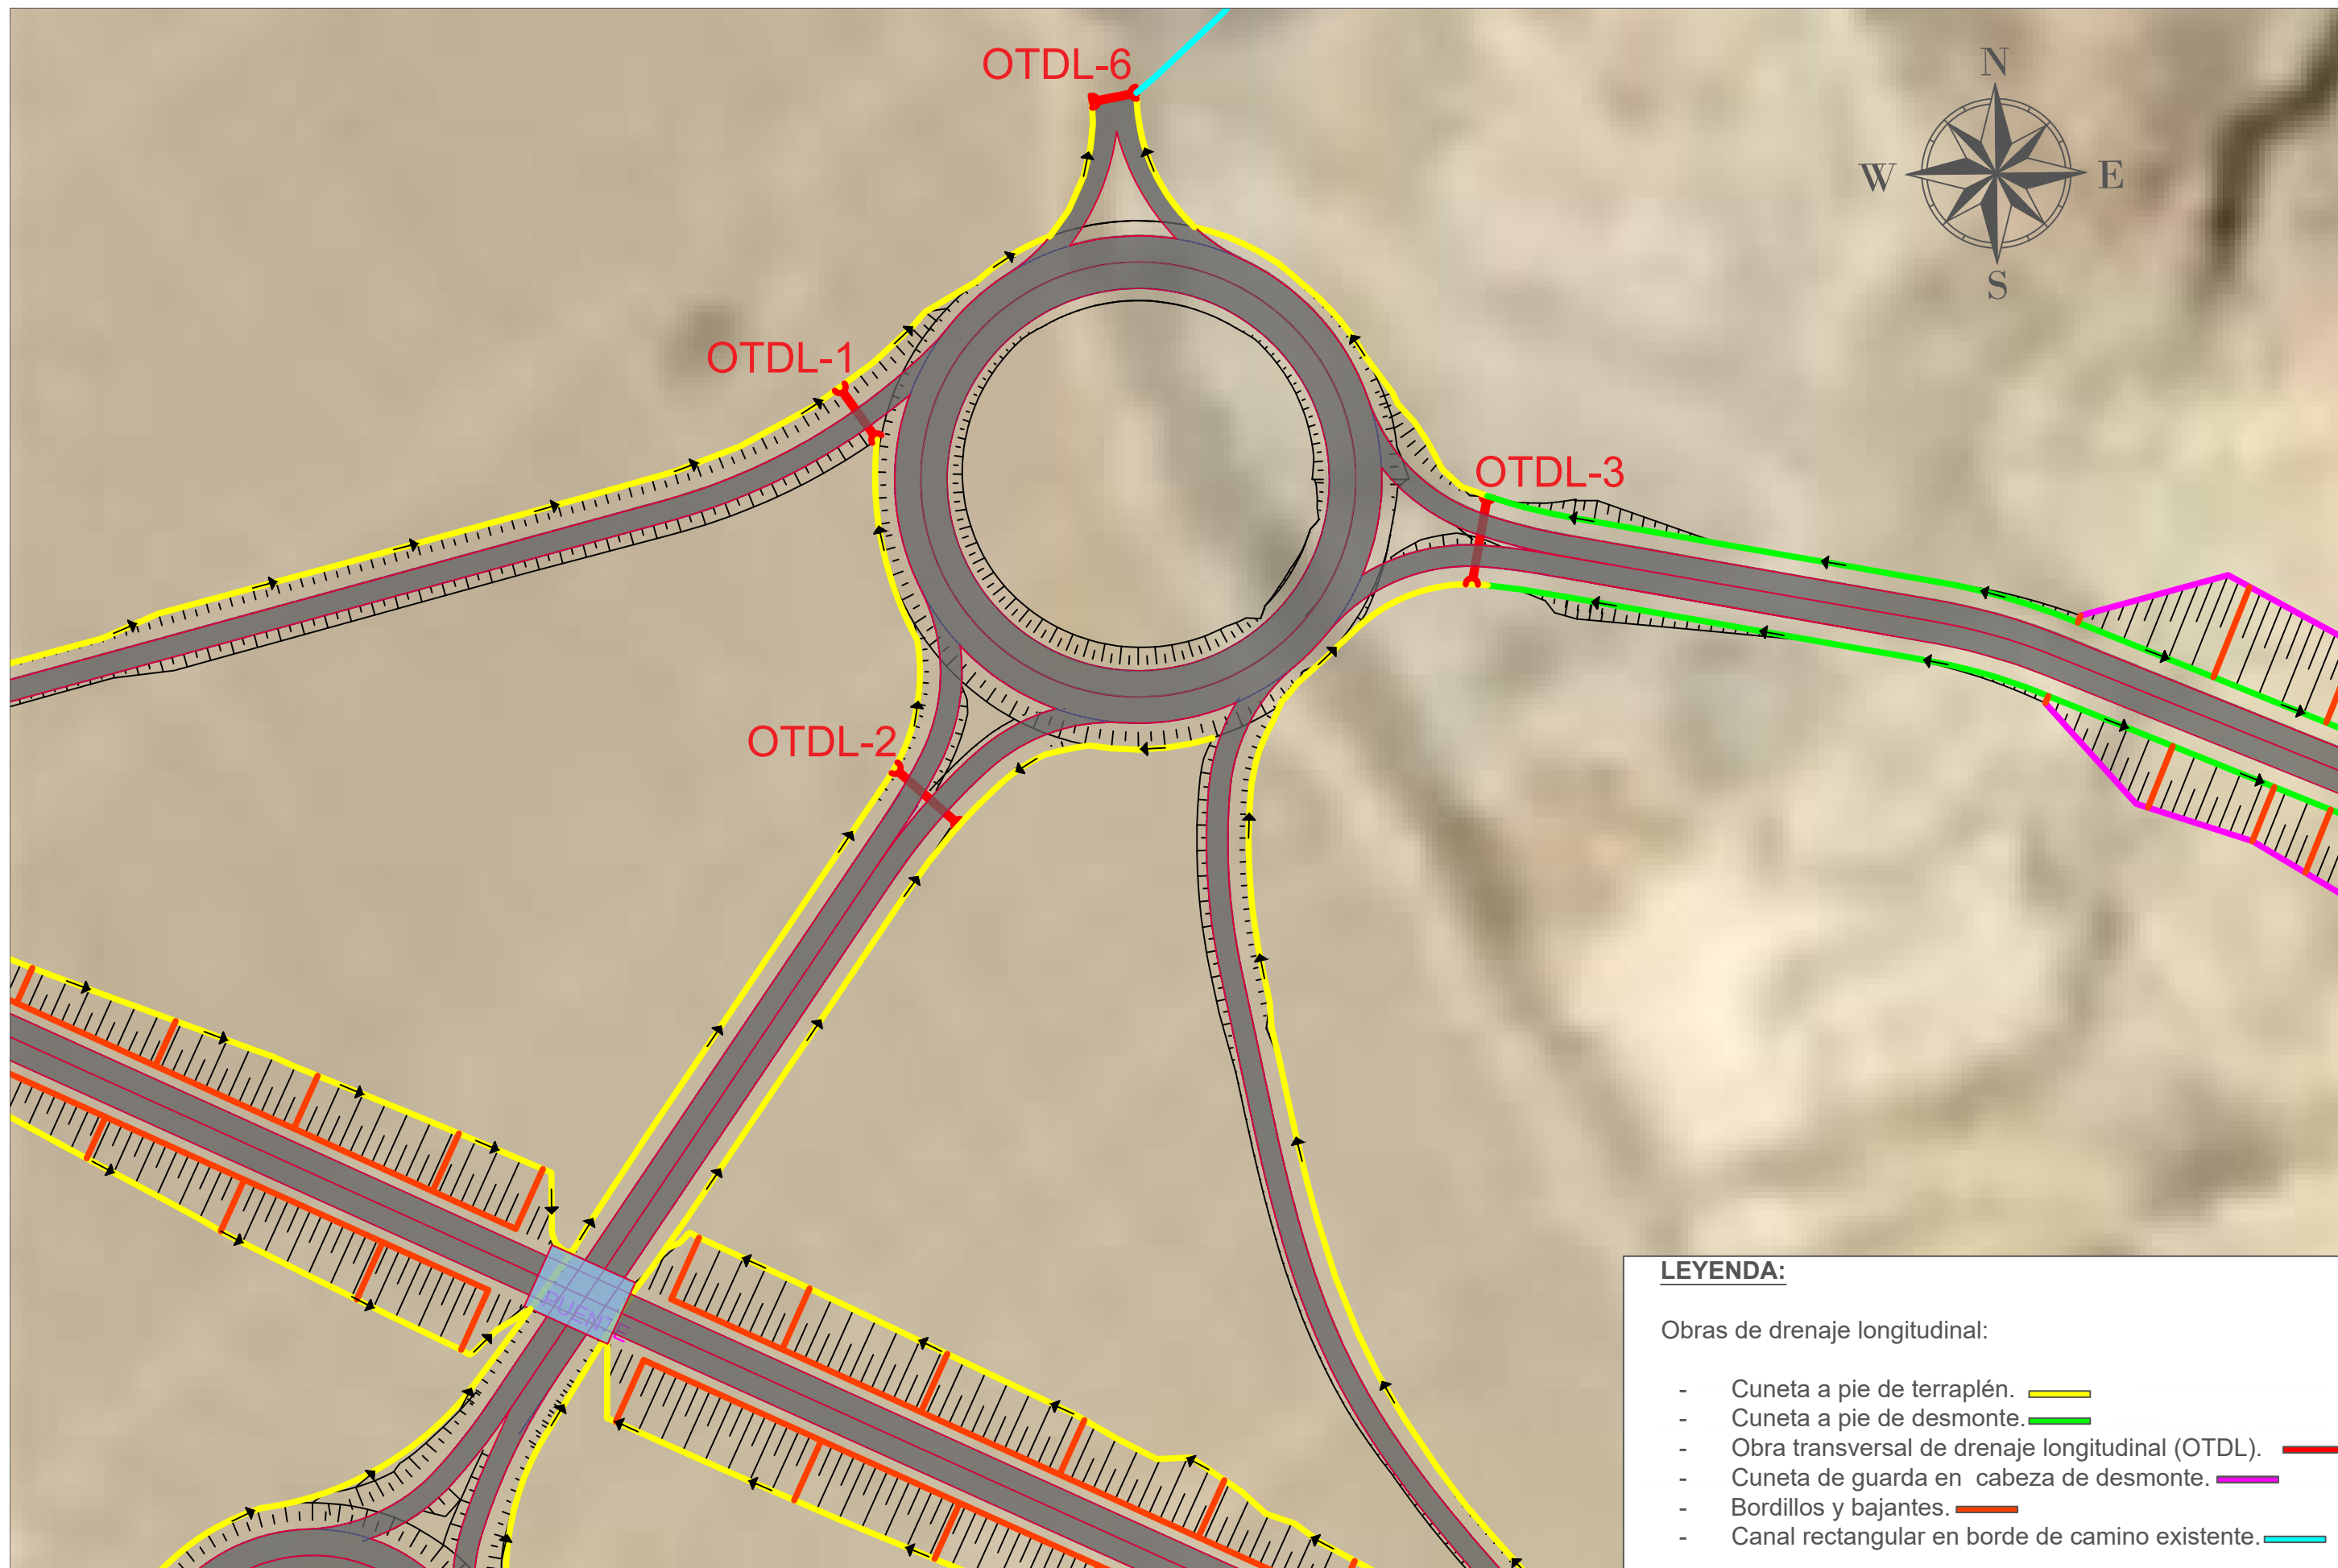 OTDL-6
N
W
E
S
OTDL-1
OTDL-3
OTDL-2
PUENTE
LEYENDA:
Obras de drenaje longitudinal:
- Cuneta a pie de terraplén.
- Cuneta a pie de desmonte.
- Obra transversal de drenaje longitudinal (OTDL).
- Cuneta de guarda en cabeza de desmonte.
- Bordillos y bajantes.
- Canal rectangular en borde de camino existente.